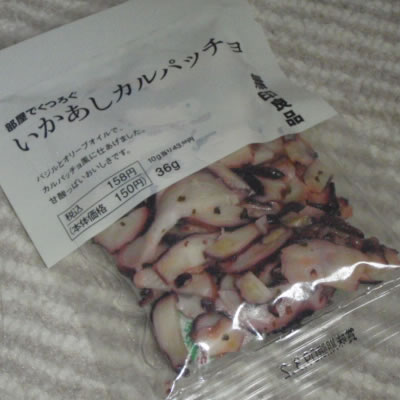 部屋でくつろぐ
いかあしカルパッチョ
バジルとオリーブオイルで、
カルパッチョ風に仕あげました。
甘酸っぱいおいしさです。
税込 158円
(本体価格 150円)
36g
良品